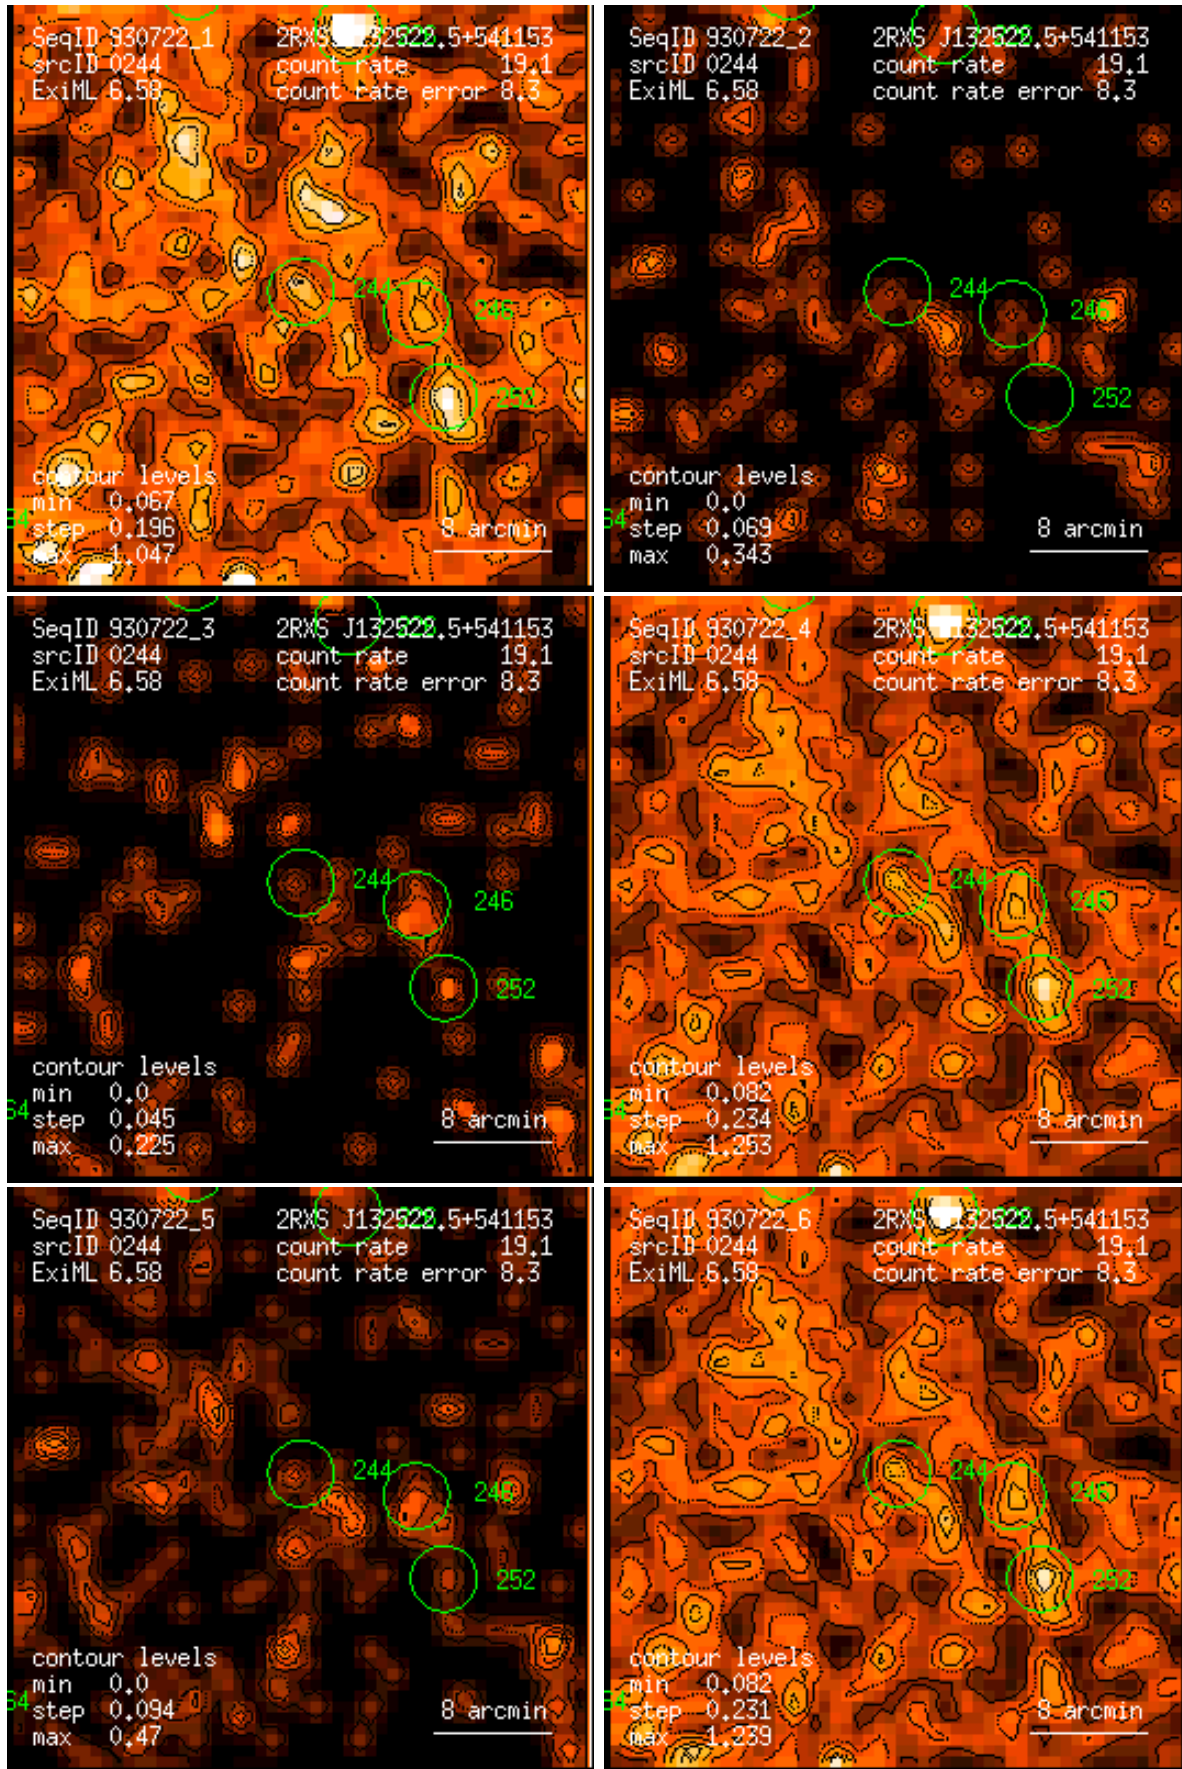 SeqID 930722_1 2RXS J132522.5+541153
srcID 0244 count rate 19.1
ExiML 6.58 count rate error 8.3
244
246
252
contour levels
min 0.067
64 step 0.196 8 arcmin
max 1.047
SeqID 930722_2 2RXS J132522.5+541153
srcID 0244 count rate 19.1
ExiML 6.58 count rate error 8.3
244
246
252
contour levels
min 0.0
64 step 0.069 8 arcmin
max 0.343
SeqID 930722_3 2RXS J132522.5+541153
srcID 0244 count rate 19.1
ExiML 6.58 count rate error 8.3
244
246
252
contour levels
min 0.0
64 step 0.045 8 arcmin
max 0.225
SeqID 930722_4 2RXS J132522.5+541153
srcID 0244 count rate 19.1
ExiML 6.58 count rate error 8.3
244
246
252
contour levels
min 0.082
step 0.234 8 arcmin
max 1.253
SeqID 930722_5 2RXS J132522.5+541153
srcID 0244 count rate 19.1
ExiML 6.58 count rate error 8.3
244
246
252
contour levels
min 0.0
64 step 0.094 8 arcmin
max 0.47
SeqID 930722_6 2RXS J132522.5+541153
srcID 0244 count rate 19.1
ExiML 6.58 count rate error 8.3
244
246
252
contour levels
min 0.082
64 step 0.231 8 arcmin
max 1.239